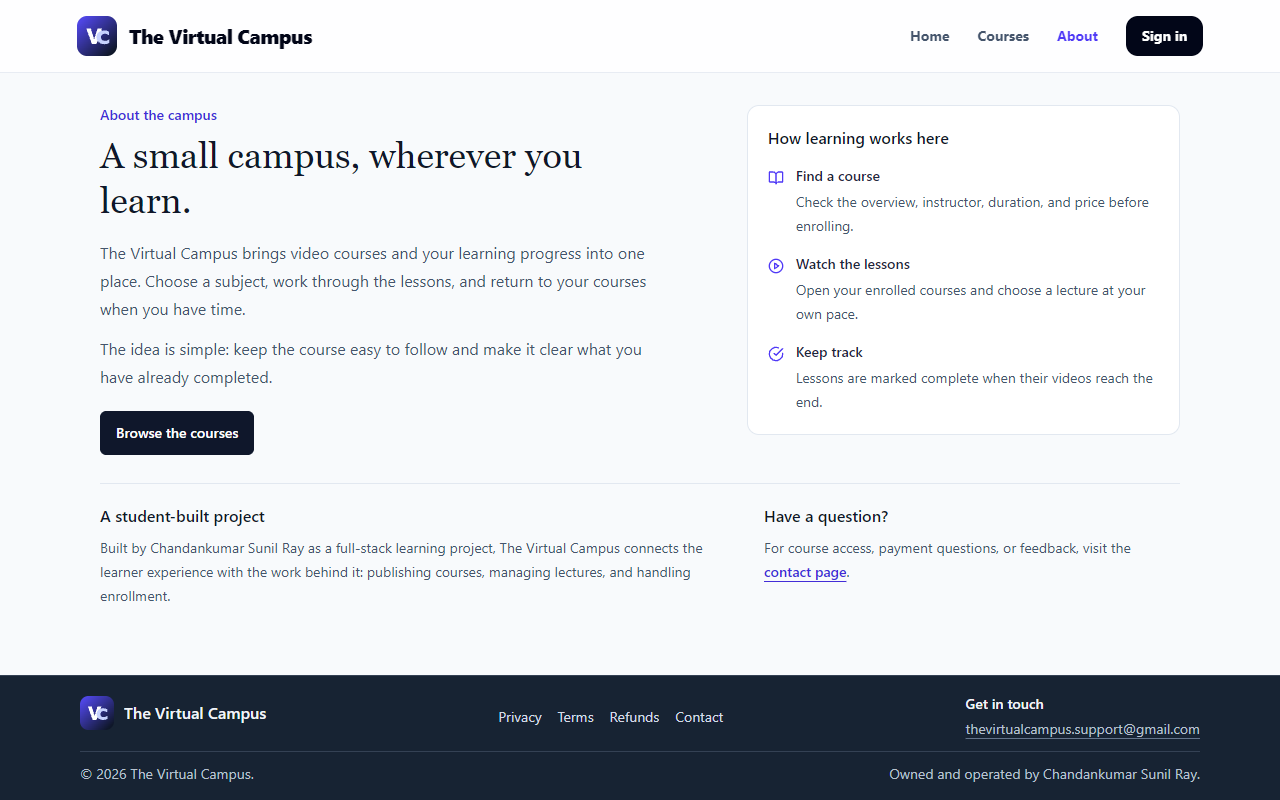 VC The Virtual Campus
Home Courses About Sign in
About the campus
A small campus, wherever you
learn.
The Virtual Campus brings video courses and your learning progress into one
place. Choose a subject, work through the lessons, and return to your courses
when you have time.
The idea is simple: keep the course easy to follow and make it clear what you
have already completed.
Browse the courses
How learning works here
Find a course
Check the overview, instructor, duration, and price before
enrolling.
Watch the lessons
Open your enrolled courses and choose a lecture at your
own pace.
Keep track
Lessons are marked complete when their videos reach the
end.
A student-built project
Built by Chandankumar Sunil Ray as a full-stack learning project, The Virtual Campus connects the
learner experience with the work behind it: publishing courses, managing lectures, and handling
enrollment.
Have a question?
For course access, payment questions, or feedback, visit the
contact page.
VC The Virtual Campus
Privacy Terms Refunds Contact
Get in touch
thevirtualcampus.support@gmail.com
© 2026 The Virtual Campus.
Owned and operated by Chandankumar Sunil Ray.